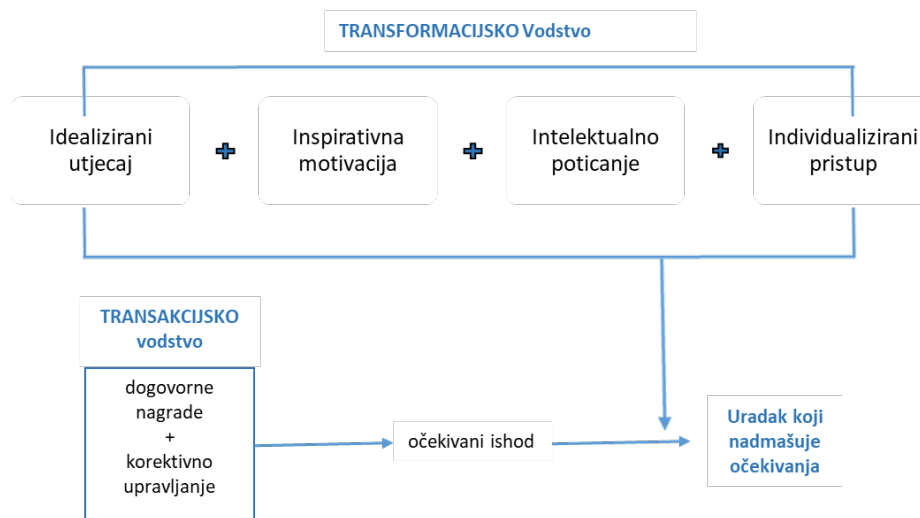 TRANSFORMACIJSKO Vodstvo
Idealizirani
utjecaj
Inspirativna
motivacija
Intelektualno
poticanje
Individualizirani
pristup
TRANSAKCIJSKO
vodstvo
dogovorne
nagrade
+
korektivno
upravljanje
očekivani ishod
Uradak koji
nadmašuje
očekivanja